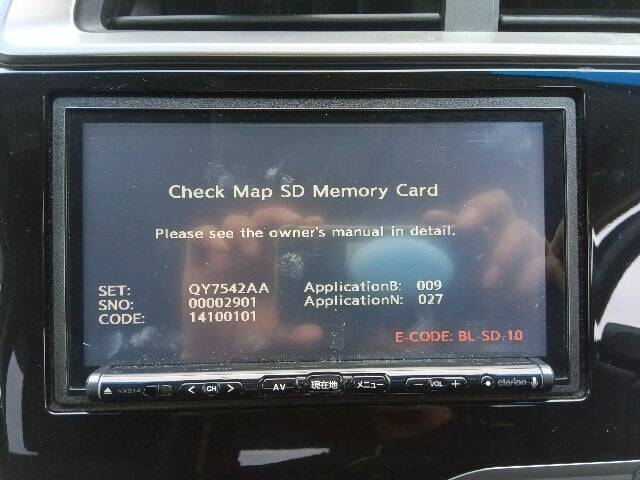 Check Map SD Memory Card
Please see the owner's manual in detail.
SET: QY7542AA ApplicationB: 009
SNO: 00002901 ApplicationN: 027
CODE: 14100101
E-CODE: BL-SD-10
NX614 CH AV 現在地 メニュー - VOL + clarion